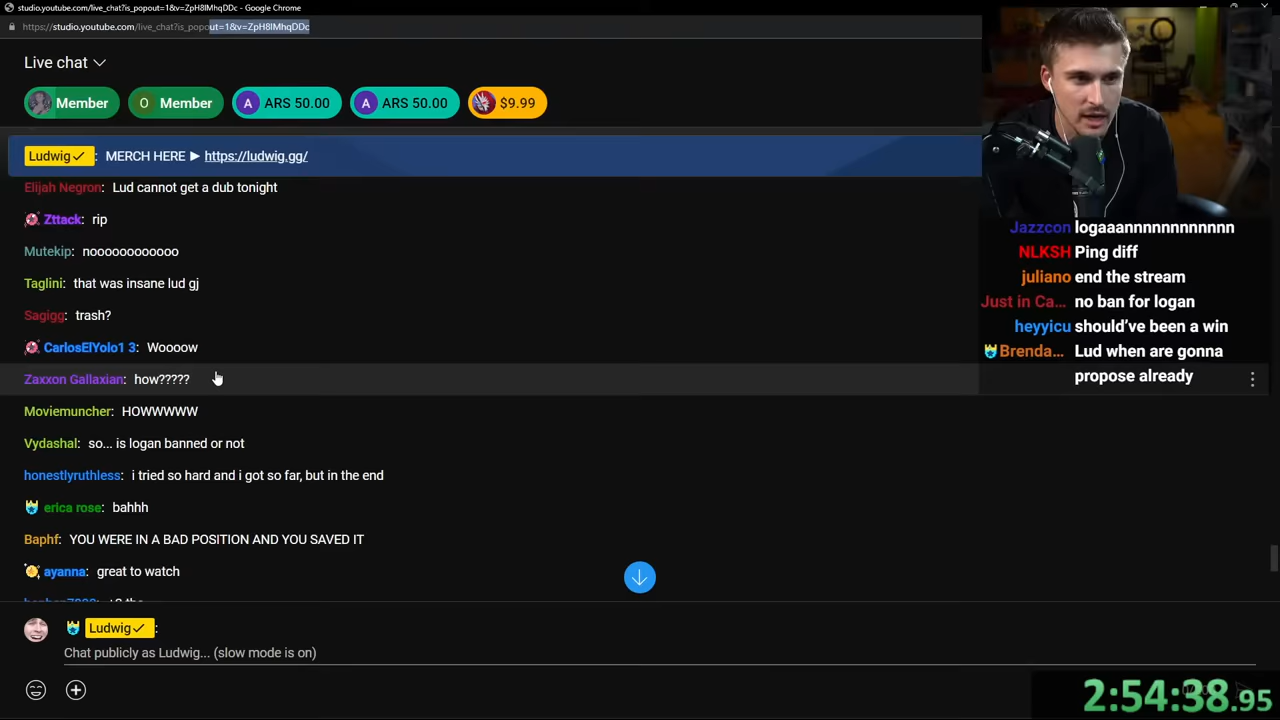 studio.youtube.com/live_chat?is_popout=1&v=ZpH8lMhqDDc - Google Chrome
https://studio.youtube.com/live_chat?is_popout=1&v=ZpH8lMhqDDc
Live chat
Member
O Member
A ARS 50.00
A ARS 50.00
$9.99
Ludwig✓: MERCH HERE ► https://ludwig.gg/
Elijah Negron: Lud cannot get a dub tonight
Zttack: rip
Mutekip: noooooooooooo
Taglini: that was insane lud gj
Sagigg: trash?
CarlosElYolo1 3: Woooow
Zaxxon Gallaxian: how?????
Moviemuncher: HOWWWWW
Vydashal: so... is logan banned or not
honestlyruthless: i tried so hard and i got so far, but in the end
erica rose: bahhh
Baphf: YOU WERE IN A BAD POSITION AND YOU SAVED IT
ayanna: great to watch
Ludwig✓:
Chat publicly as Ludwig... (slow mode is on)
Jazzcon logaaannnnnnnnnnnn
NLKSH Ping diff
juliano end the stream
Just in Ca... no ban for logan
heyyicu should've been a win
Brenda... Lud when are gonna
propose already
2:54:38.95